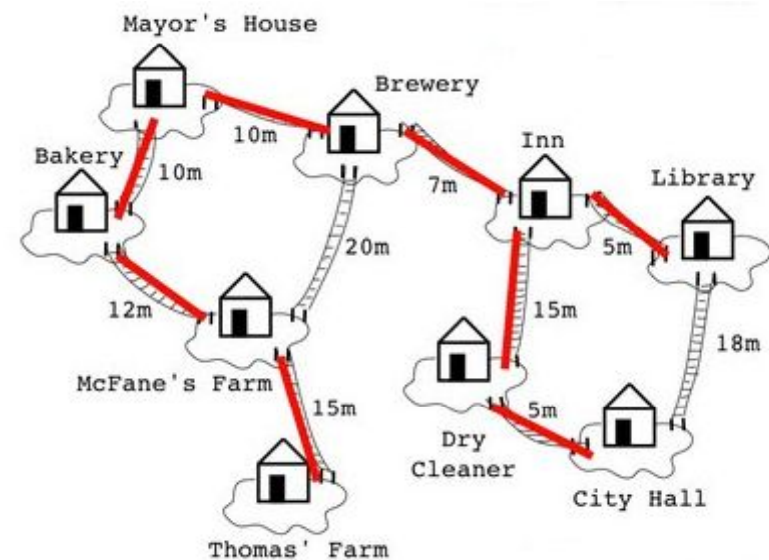 Mayor's House
Brewery
10m
Inn
Bakery
10m
7m
Library
20m
5m
12m
15m
18m
McFane's Farm
15m
5m
Dry
Cleaner
City Hall
Thomas' Farm